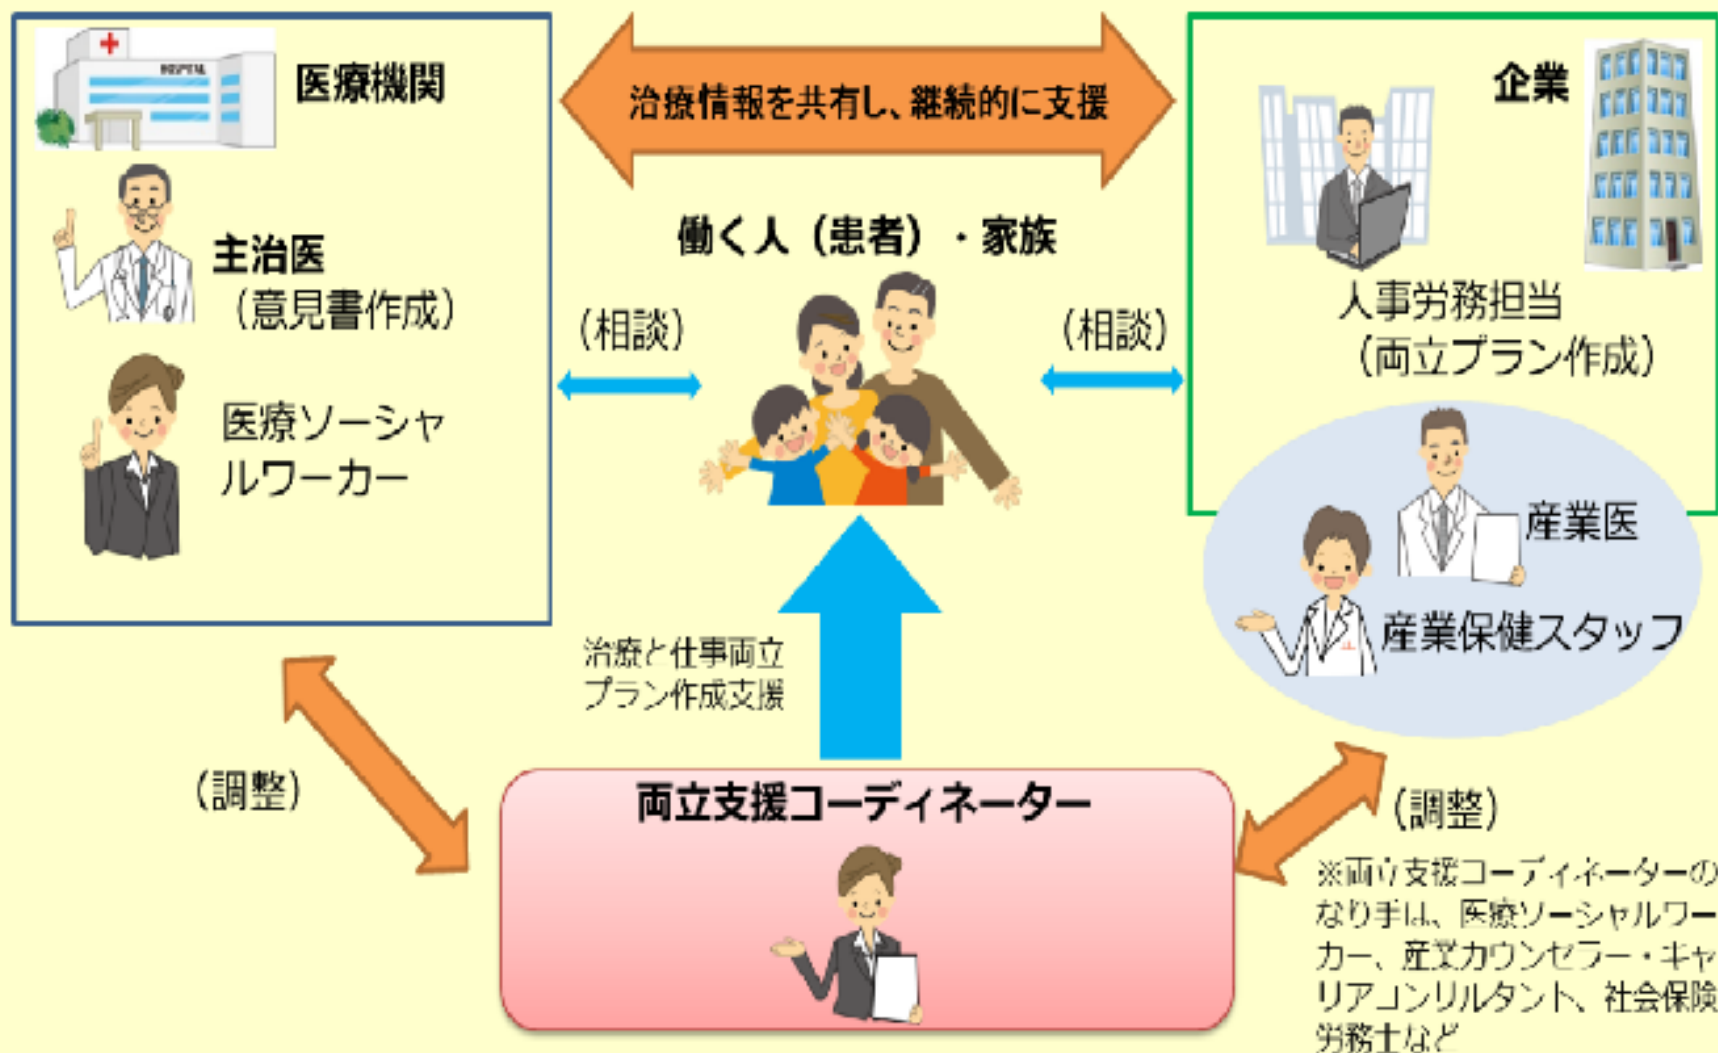 HOSPITAL
医療機関
治療情報を共有し、継続的に支援
企業
主治医
（意見書作成）
働く人（患者）・家族
（相談）
（相談）
人事労務担当
（両立プラン作成）
医療ソーシャ
ルワーカー
産業医
産業保健スタッフ
治療と仕事両立
プラン作成支援
（調整）
両立支援コーディネーター
（調整）
※両立支援コーディネーターの
なり手は、医療ソーシャルワー
カー、産業カウンセラー・キャ
リアコンサルタント、社会保険
労務士など